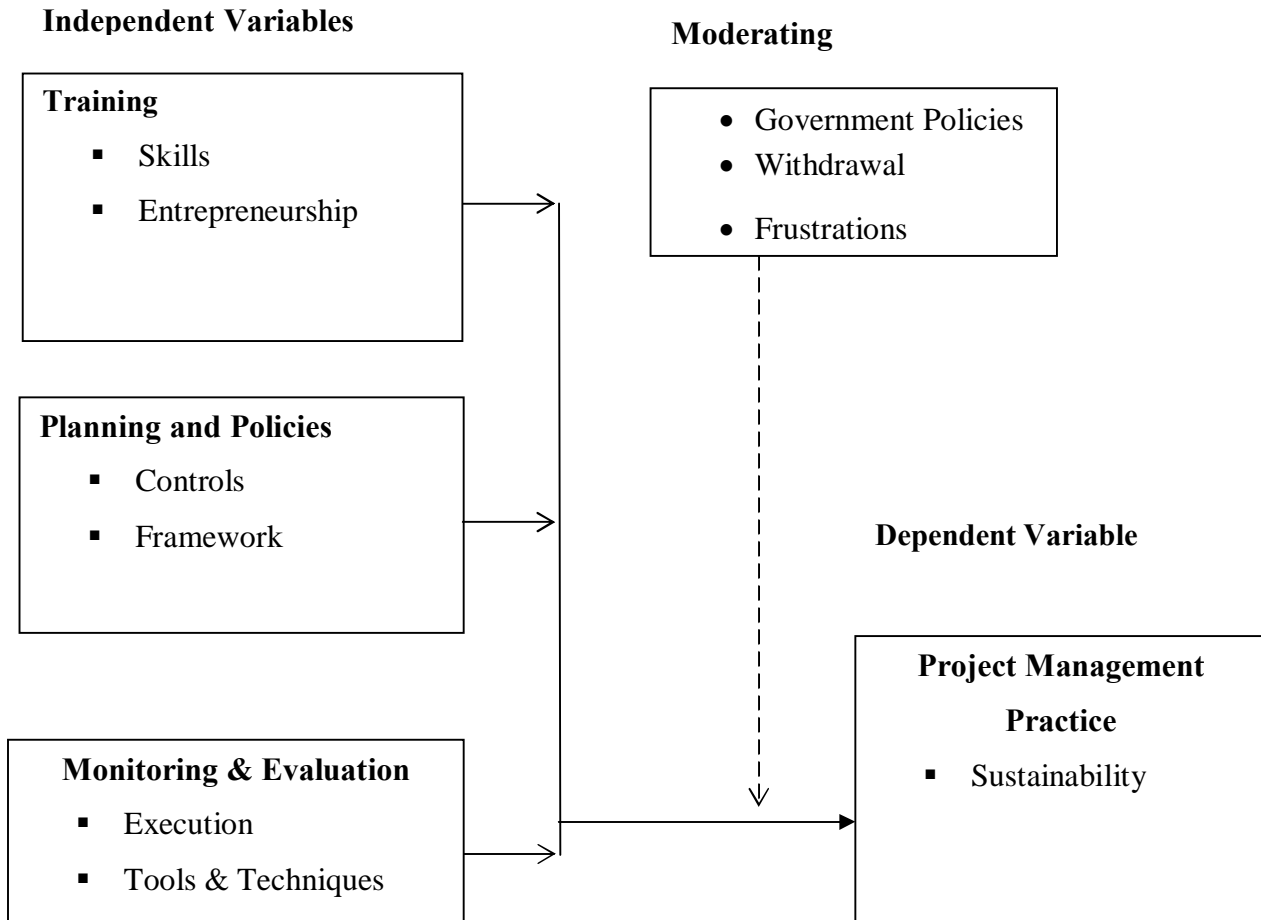 Independent Variables
Training
▪ Skills
▪ Entrepreneurship
Planning and Policies
▪ Controls
▪ Framework
Monitoring & Evaluation
▪ Execution
▪ Tools & Techniques
Moderating
• Government Policies
• Withdrawal
• Frustrations
Dependent Variable
Project Management
Practice
▪ Sustainability